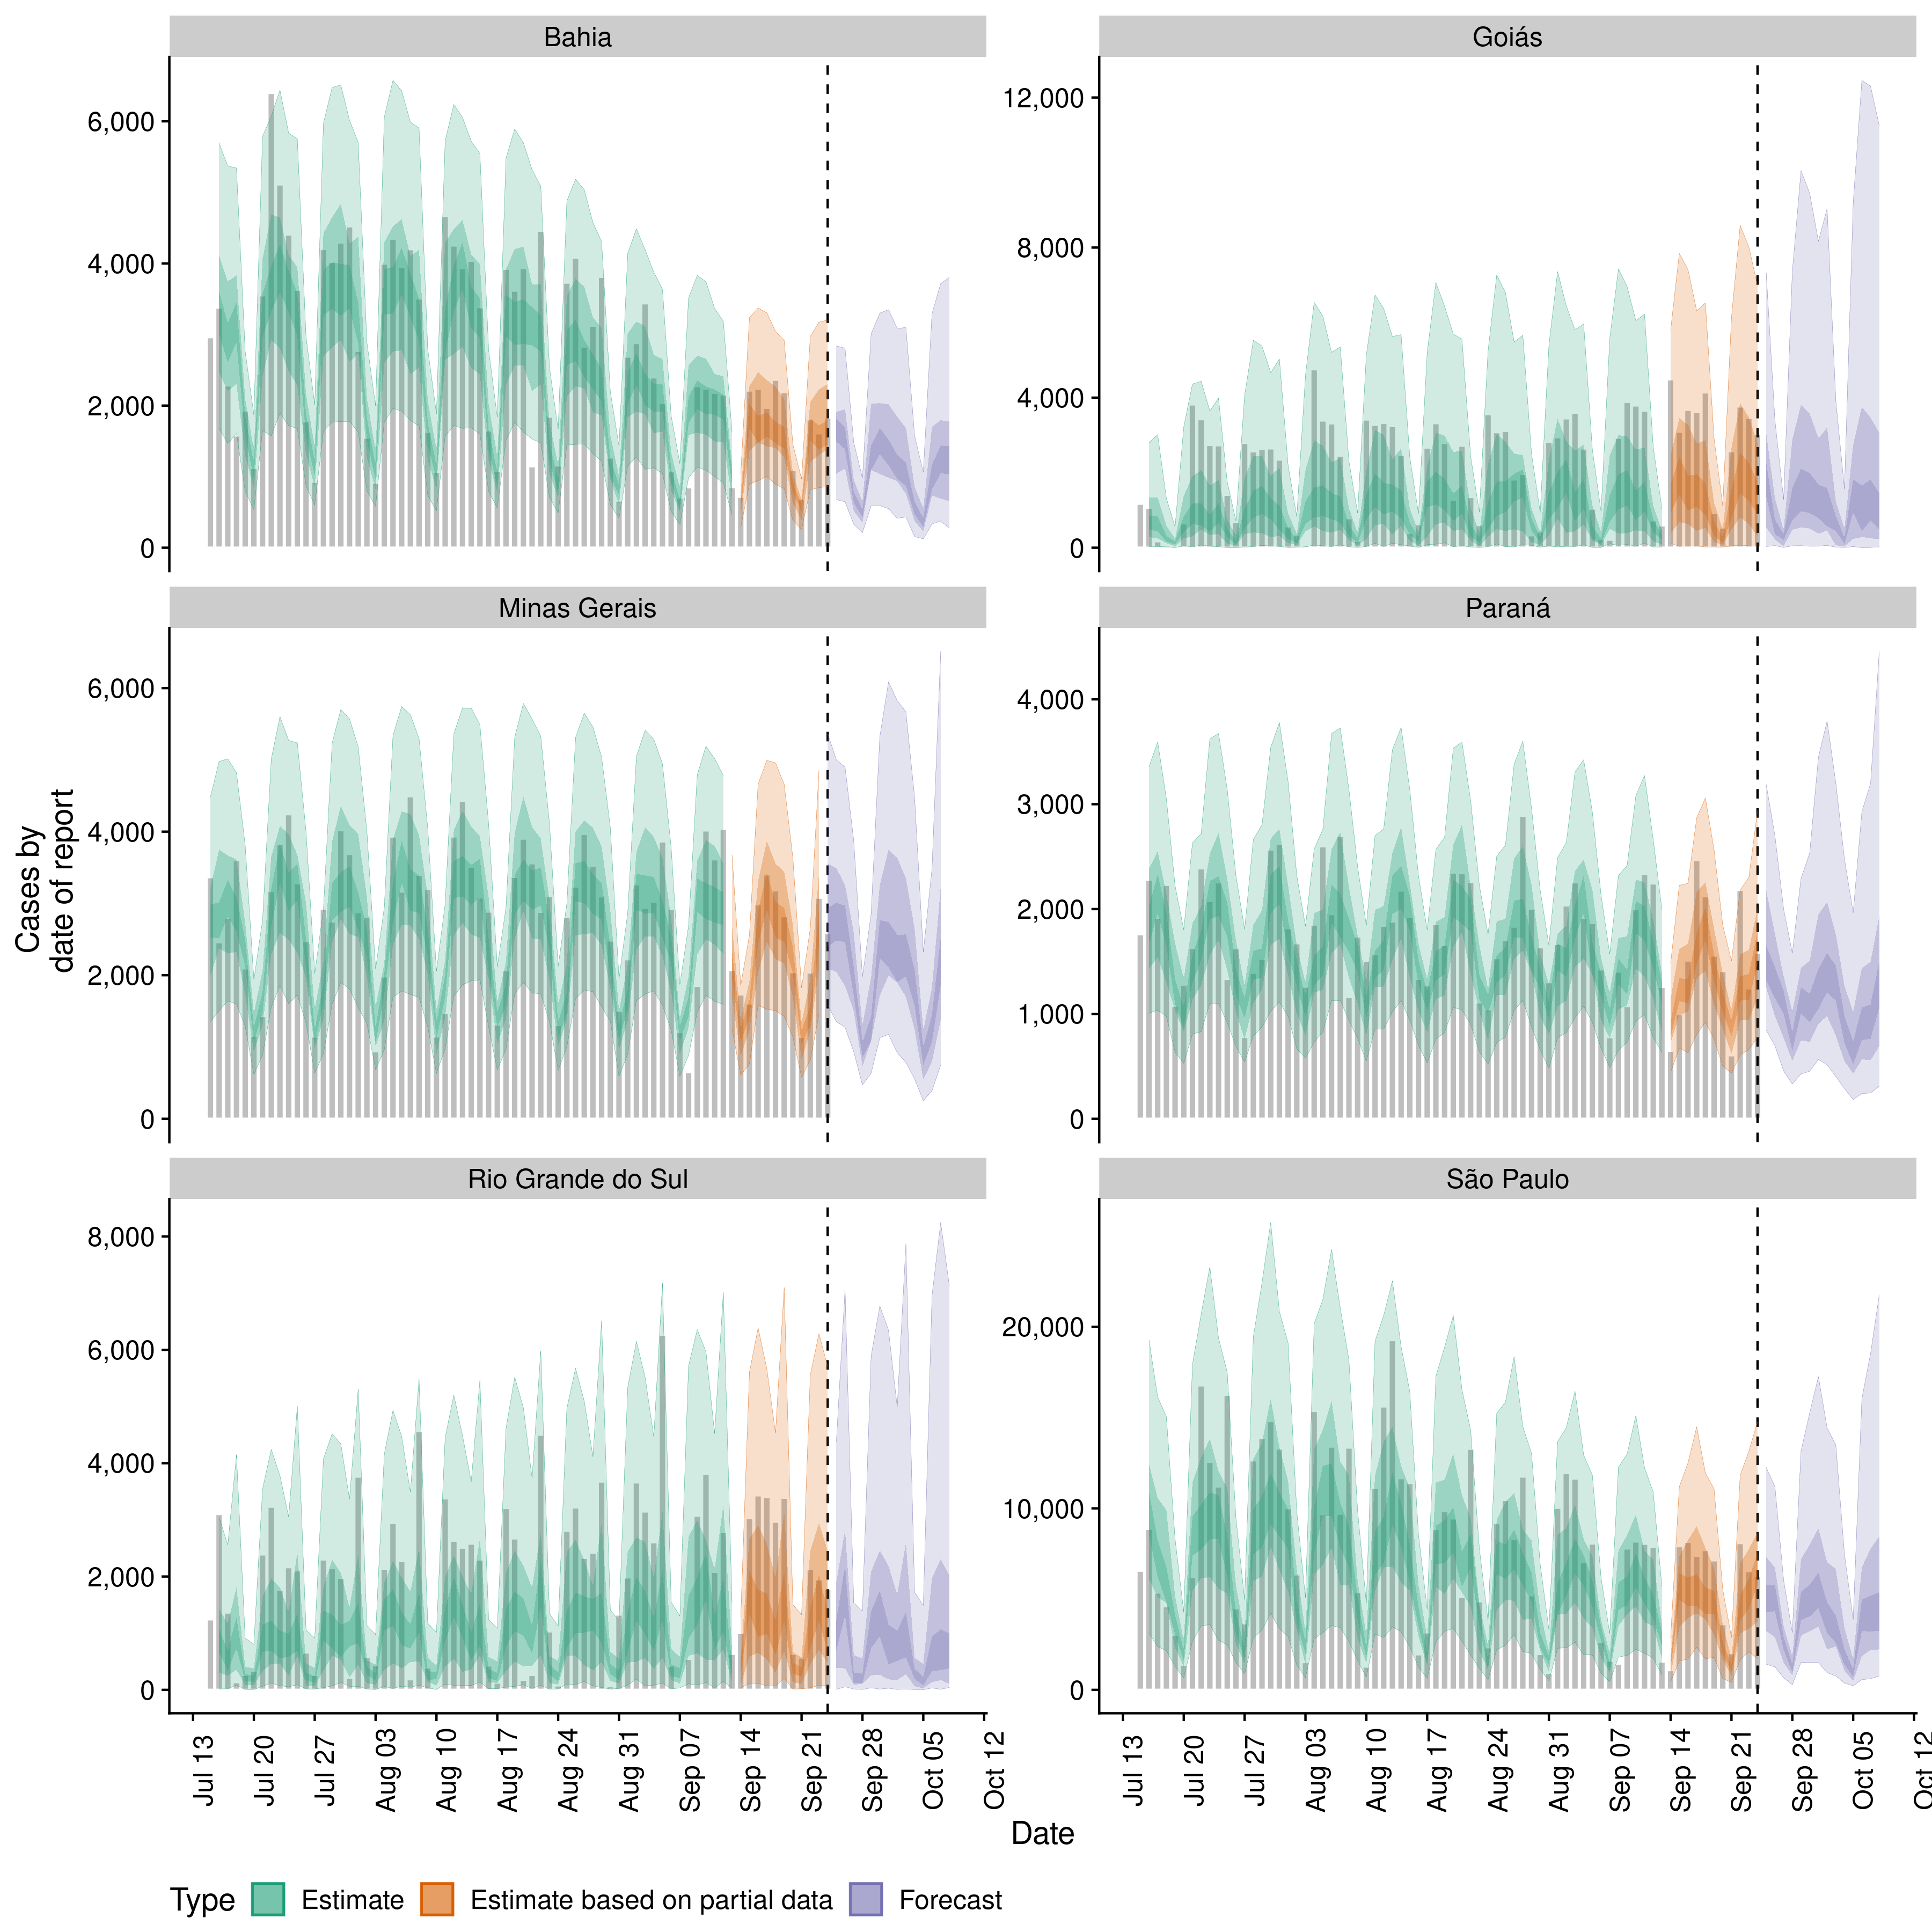 Bahia
Goiás
6,000
4,000
2,000
0
12,000
8,000
4,000
0
Minas Gerais
Paraná
6,000
4,000
2,000
0
4,000
3,000
2,000
1,000
0
Cases by
date of report
Rio Grande do Sul
São Paulo
8,000
6,000
4,000
2,000
0
20,000
10,000
0
Jul 13 Jul 20 Jul 27 Aug 03 Aug 10 Aug 17 Aug 24 Aug 31 Sep 07 Sep 14 Sep 21 Sep 28 Oct 05 Oct 12
Jul 13 Jul 20 Jul 27 Aug 03 Aug 10 Aug 17 Aug 24 Aug 31 Sep 07 Sep 14 Sep 21 Sep 28 Oct 05 Oct 12
Date
Type Estimate Estimate based on partial data Forecast